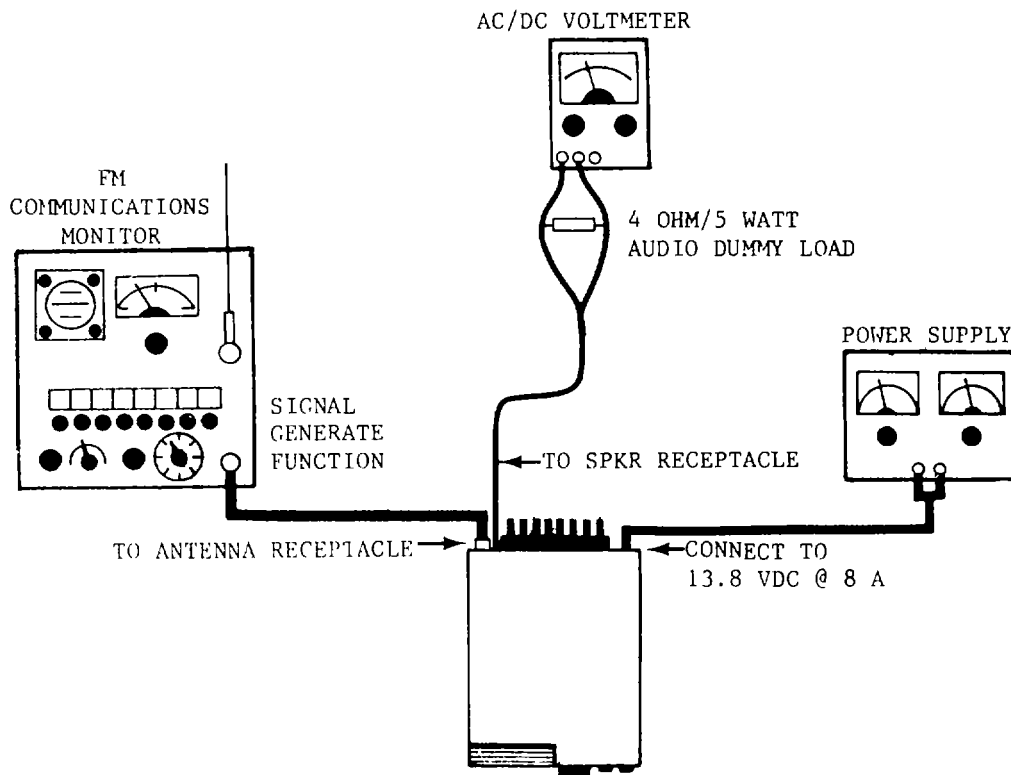 AC/DC VOLTMETER
FM
COMMUNICATIONS
MONITOR
4 OHM/5 WATT
AUDIO DUMMY LOAD
POWER SUPPLY
SIGNAL
GENERATE
FUNCTION
TO SPKR RECEPTACLE
TO ANTENNA RECEPTACLE
CONNECT TO
13.8 VDC @ 8 A